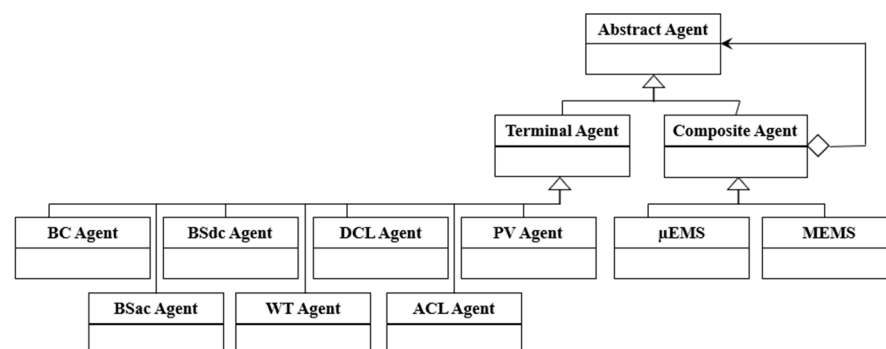 Abstract Agent
Terminal Agent
Composite Agent
BC Agent
BSdc Agent
DCL Agent
PV Agent
µEMS
MEMS
BSac Agent
WT Agent
ACL Agent